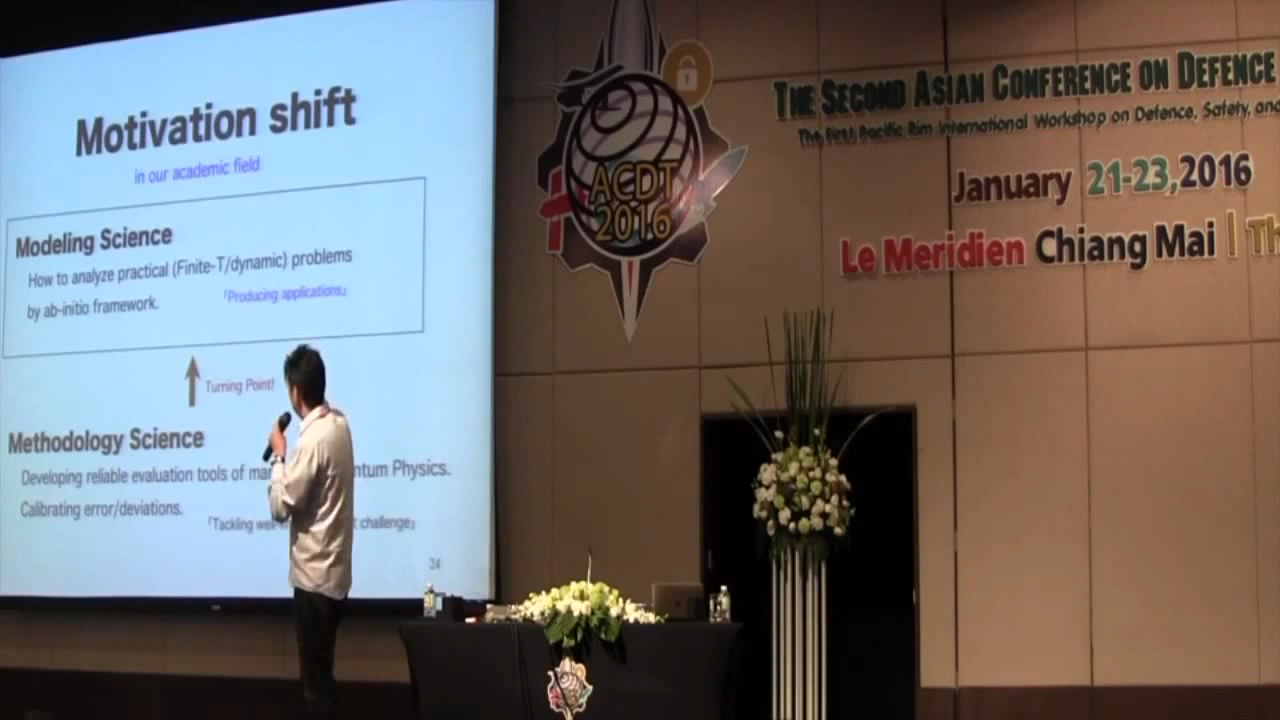 Motivation shift
in our academic field
Modeling Science
How to analyze practical (Finite-T/dynamic) problems
by ab-initio framework.
「Producing applications」
Turning Point!
Methodology Science
Developing reliable evaluation tools of Physics.
Calibrating error/deviations.
「Tackling challenge」
24
ACDT
2016
THE SECOND ASIAN CONFERENCE ON DEFENCE
The First Pacific Rim International Workshop on Defence, Safety, and
January 21-23,2016
Le Meridien Chiang Mai | Th